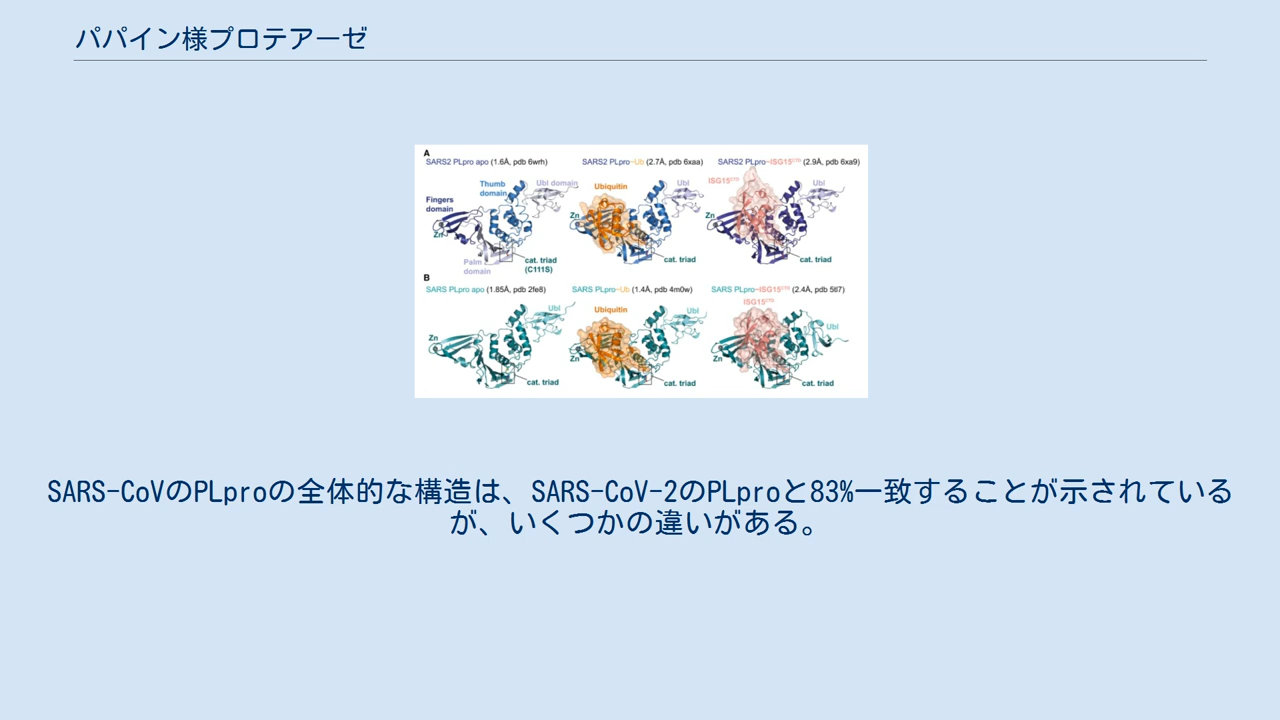 パパイン様プロテアーゼ
A
SARS2 PLpro apo (1.6Å, pdb 6wrh)
SARS2 PLpro~Ub (2.7Å, pdb 6xaa)
SARS2 PLpro~ISG15CTD (2.9Å, pdb 6xa9)
Fingers
domain
Thumb
domain
Ubl domain
Zn
Palm
domain
cat. triad
(C111S)
Ubiquitin
Ubl
Zn
cat. triad
ISG15CTD
Ubl
Zn
cat. triad
B
SARS PLpro apo (1.85Å, pdb 2fe8)
SARS PLpro~Ub (1.4Å, pdb 4m0w)
SARS PLpro~ISG15CTD (2.4Å, pdb 5tl7)
Ubl
Zn
cat. triad
Ubiquitin
Ubl
Zn
cat. triad
ISG15CTD
Ubl
Zn
cat. triad
SARS-CoVのPLproの全体的な構造は、SARS-CoV-2のPLproと83%一致することが示されている
が、いくつかの違いがある。